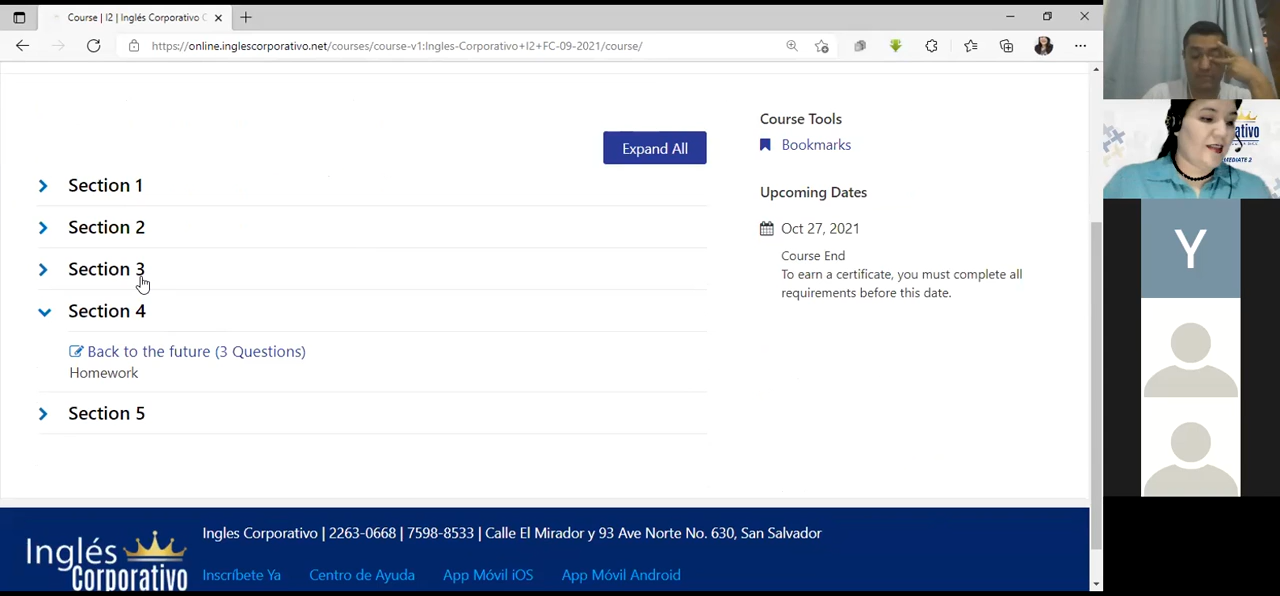 Course | I2 | Inglés Corporativo C
https://online.inglescorporativo.net/courses/course-v1:Ingles-Corporativo+I2+FC-09-2021/course/
Expand All
Section 1
Section 2
Section 3
Section 4
Back to the future (3 Questions)
Homework
Section 5
Course Tools
Bookmarks
Upcoming Dates
Oct 27, 2021
Course End
To earn a certificate, you must complete all
requirements before this date.
Inglés
Corporativo
Ingles Corporativo | 2263-0668 | 7598-8533 | Calle El Mirador y 93 Ave Norte No. 630, San Salvador
Inscríbete Ya
Centro de Ayuda
App Móvil iOS
App Móvil Android
Y